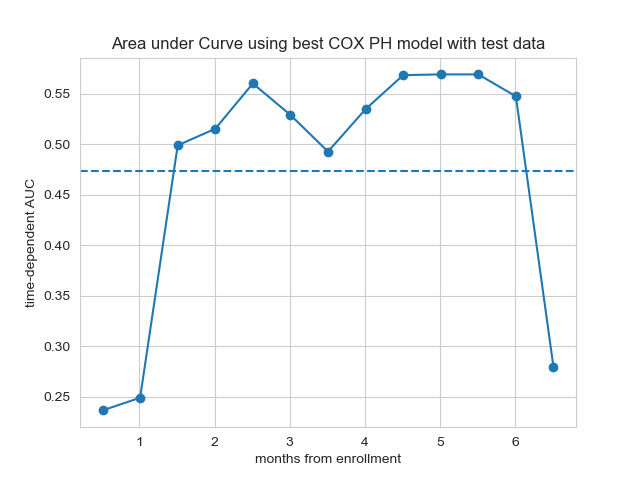 Area under Curve using best COX PH model with test data
time-dependent AUC
0.55
0.50
0.45
0.40
0.35
0.30
0.25
1 2 3 4 5 6
months from enrollment